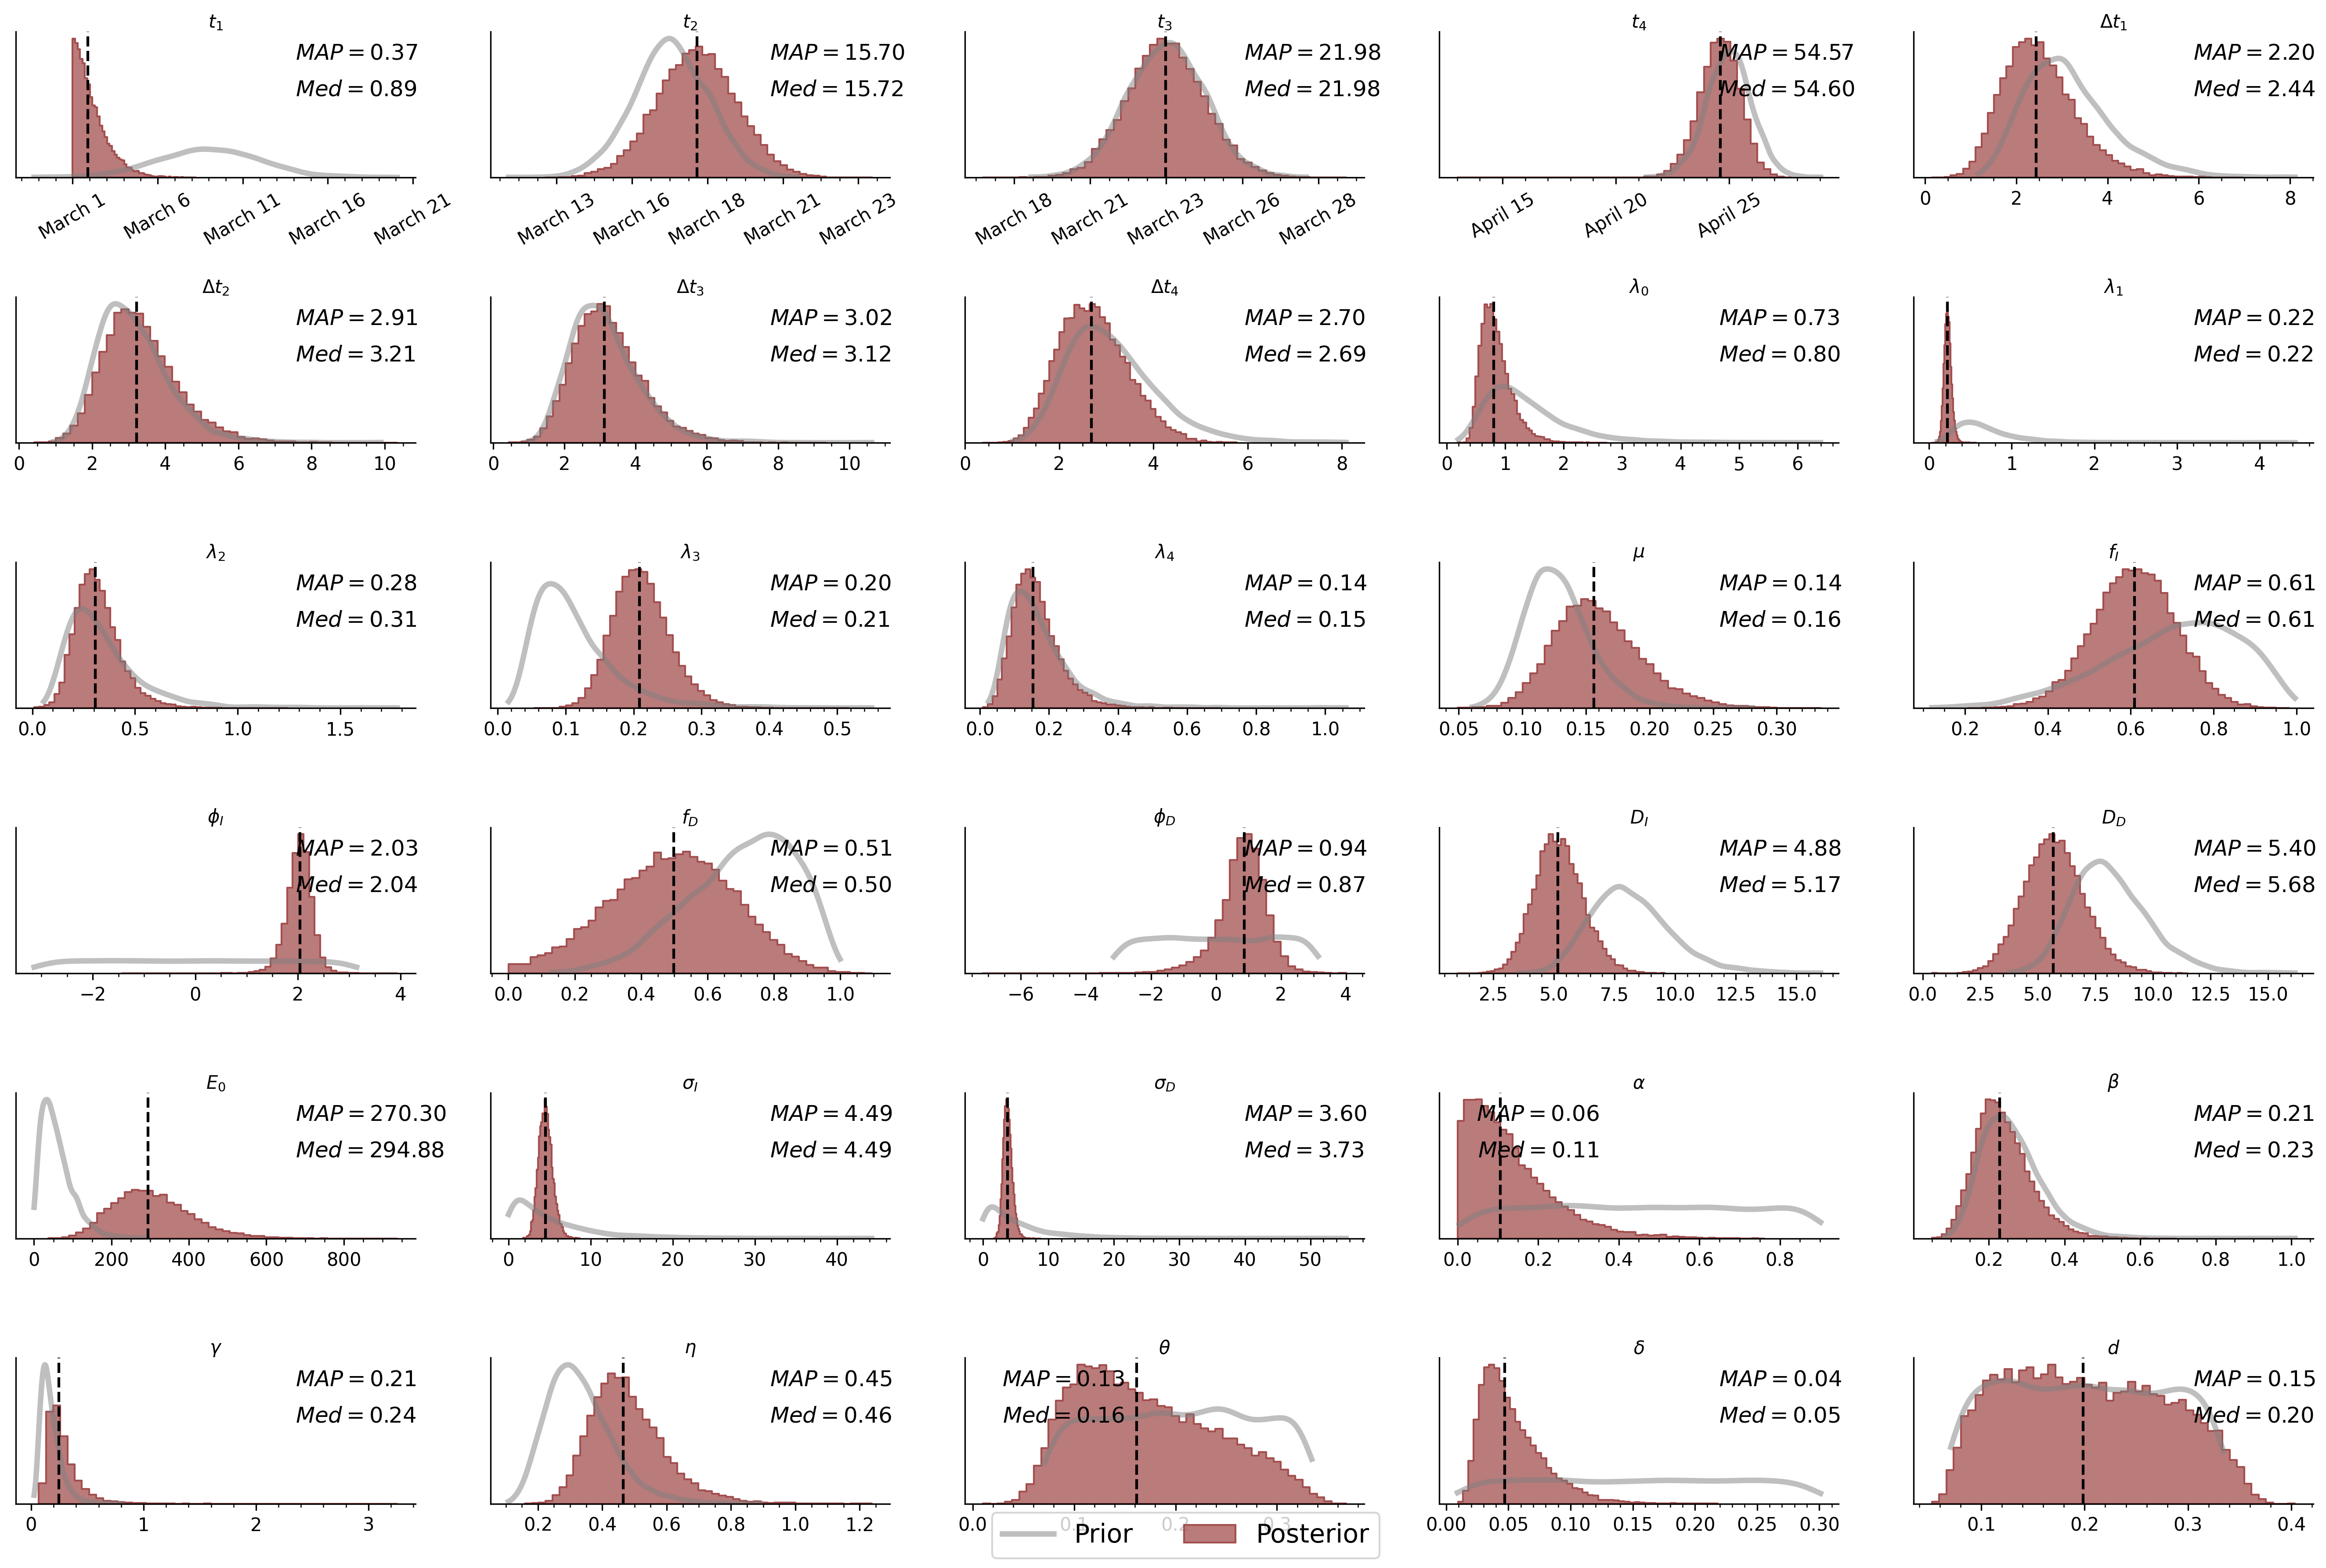 t₁ t₂ t₃ t₄ Δt₁
MAP = 0.37 MAP = 15.70 MAP = 21.98 MAP = 54.57 MAP = 2.20
Med = 0.89 Med = 15.72 Med = 21.98 Med = 54.60 Med = 2.44
0 2 4 6 8
March 1 March 6 March 11 March 16 March 21 March 13 March 16 March 18 March 21 March 23 March 18 March 21 March 23 March 26 March 28 April 15 April 20 April 25
Δt₂ Δt₃ Δt₄ λ₀ λ₁
MAP = 2.91 MAP = 3.02 MAP = 2.70 MAP = 0.73 MAP = 0.22
Med = 3.21 Med = 3.12 Med = 2.69 Med = 0.80 Med = 0.22
0 2 4 6 8 10 0 2 4 6 8 10 0 2 4 6 8 0 1 2 3 4 5 6 0 1 2 3 4
λ₂ λ₃ λ₄ μ f_I
MAP = 0.28 MAP = 0.20 MAP = 0.14 MAP = 0.14 MAP = 0.61
Med = 0.31 Med = 0.21 Med = 0.15 Med = 0.16 Med = 0.61
0.0 0.5 1.0 1.5 0.0 0.1 0.2 0.3 0.4 0.5 0.0 0.2 0.4 0.6 0.8 1.0 0.05 0.10 0.15 0.20 0.25 0.30 0.2 0.4 0.6 0.8 1.0
ϕ_I f_D ϕ_D D_I D_D
MAP = 2.03 MAP = 0.51 MAP = 0.94 MAP = 4.88 MAP = 5.40
Med = 2.04 Med = 0.50 Med = 0.87 Med = 5.17 Med = 5.68
−2 0 2 4 0.0 0.2 0.4 0.6 0.8 1.0 −6 −4 −2 0 2 4 2.5 5.0 7.5 10.0 12.5 15.0 0.0 2.5 5.0 7.5 10.0 12.5 15.0
E₀ σ_I σ_D α β
MAP = 270.30 MAP = 4.49 MAP = 3.60 MAP = 0.06 MAP = 0.21
Med = 294.88 Med = 4.49 Med = 3.73 Med = 0.11 Med = 0.23
0 200 400 600 800 0 10 20 30 40 0 10 20 30 40 50 0.0 0.2 0.4 0.6 0.8 0.2 0.4 0.6 0.8 1.0
γ η θ δ d
MAP = 0.21 MAP = 0.45 MAP = 0.13 MAP = 0.04 MAP = 0.15
Med = 0.24 Med = 0.46 Med = 0.16 Med = 0.05 Med = 0.20
0 1 2 3 0.2 0.4 0.6 0.8 1.0 1.2 0.0 0.1 0.2 0.3 0.00 0.05 0.10 0.15 0.20 0.25 0.30 0.1 0.2 0.3 0.4
Prior Posterior